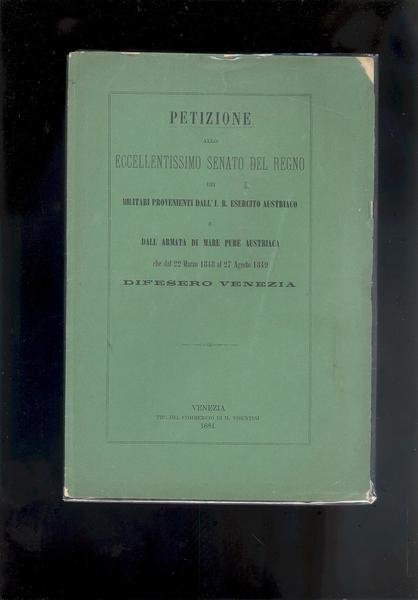 PETIZIONE
ALLO
ECCELLENTISSIMO SENATO DEL REGNO
DEI
MILITARI PROVENIENTI DALL' I. R. ESERCITO AUSTRIACO
E
DALL' ARMATA DI MARE PURE AUSTRIACA
che dal 22 Marzo 1848 al 27 Agosto 1849
DIFESERO VENEZIA
VENEZIA
TIP. DEL COMMERCIO DI M. VISENTINI
1881